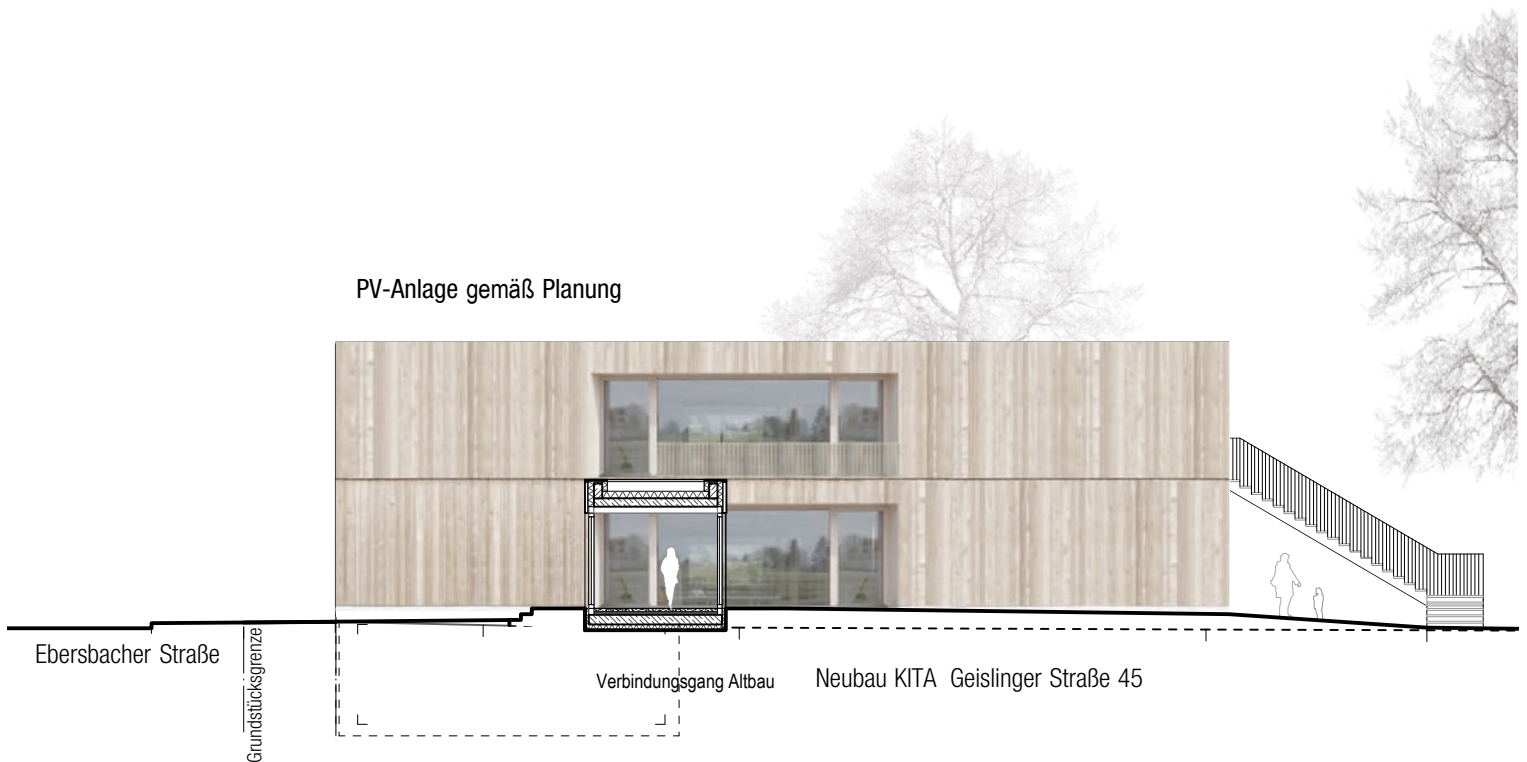 PV-Anlage gemäß Planung
Ebersbacher Straße
Grundstücksgrenze
Verbindungsgang Altbau
Neubau KITA Geislinger Straße 45